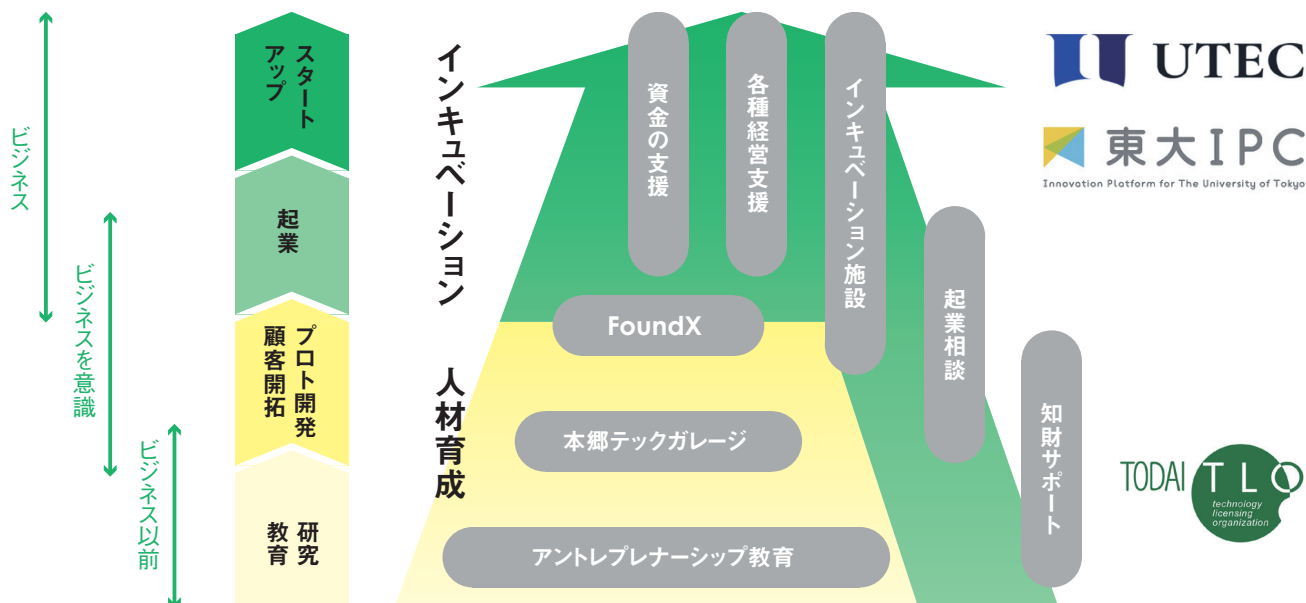 ビジネス
ビジネスを意識
ビジネス以前
スタート
アップ
起業
プロト開発
顧客開拓
研究
教育
インキュベーション
人材育成
資金の支援
各種経営支援
インキュベーション施設
起業相談
知財サポート
FoundX
本郷テックガレージ
アントレプレナーシップ教育
UTEC
東大IPC
Innovation Platform for The University of Tokyo
TODAI TLO
technology
licensing
organization